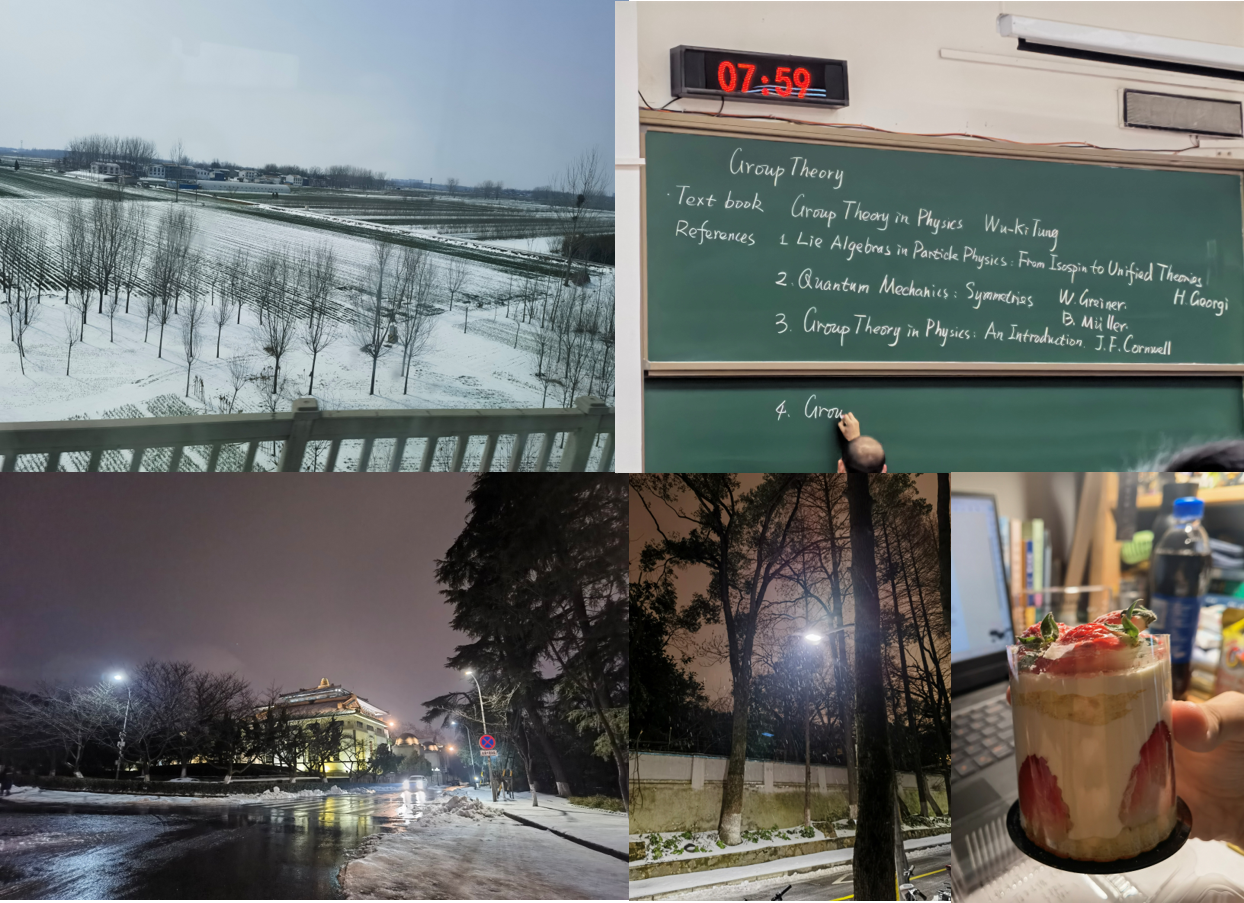 07:59
Group Theory
· Text book Group Theory in Physics Wu-Ki Tung
References 1 Lie Algebras in Particle Physics: From Isospin to Unified Theories
H. Georgi
2. Quantum Mechanics: Symmetries W. Greiner.
B. Müller.
3. Group Theory in Physics: An Introduction. J.F. Cornwell
4. Grou